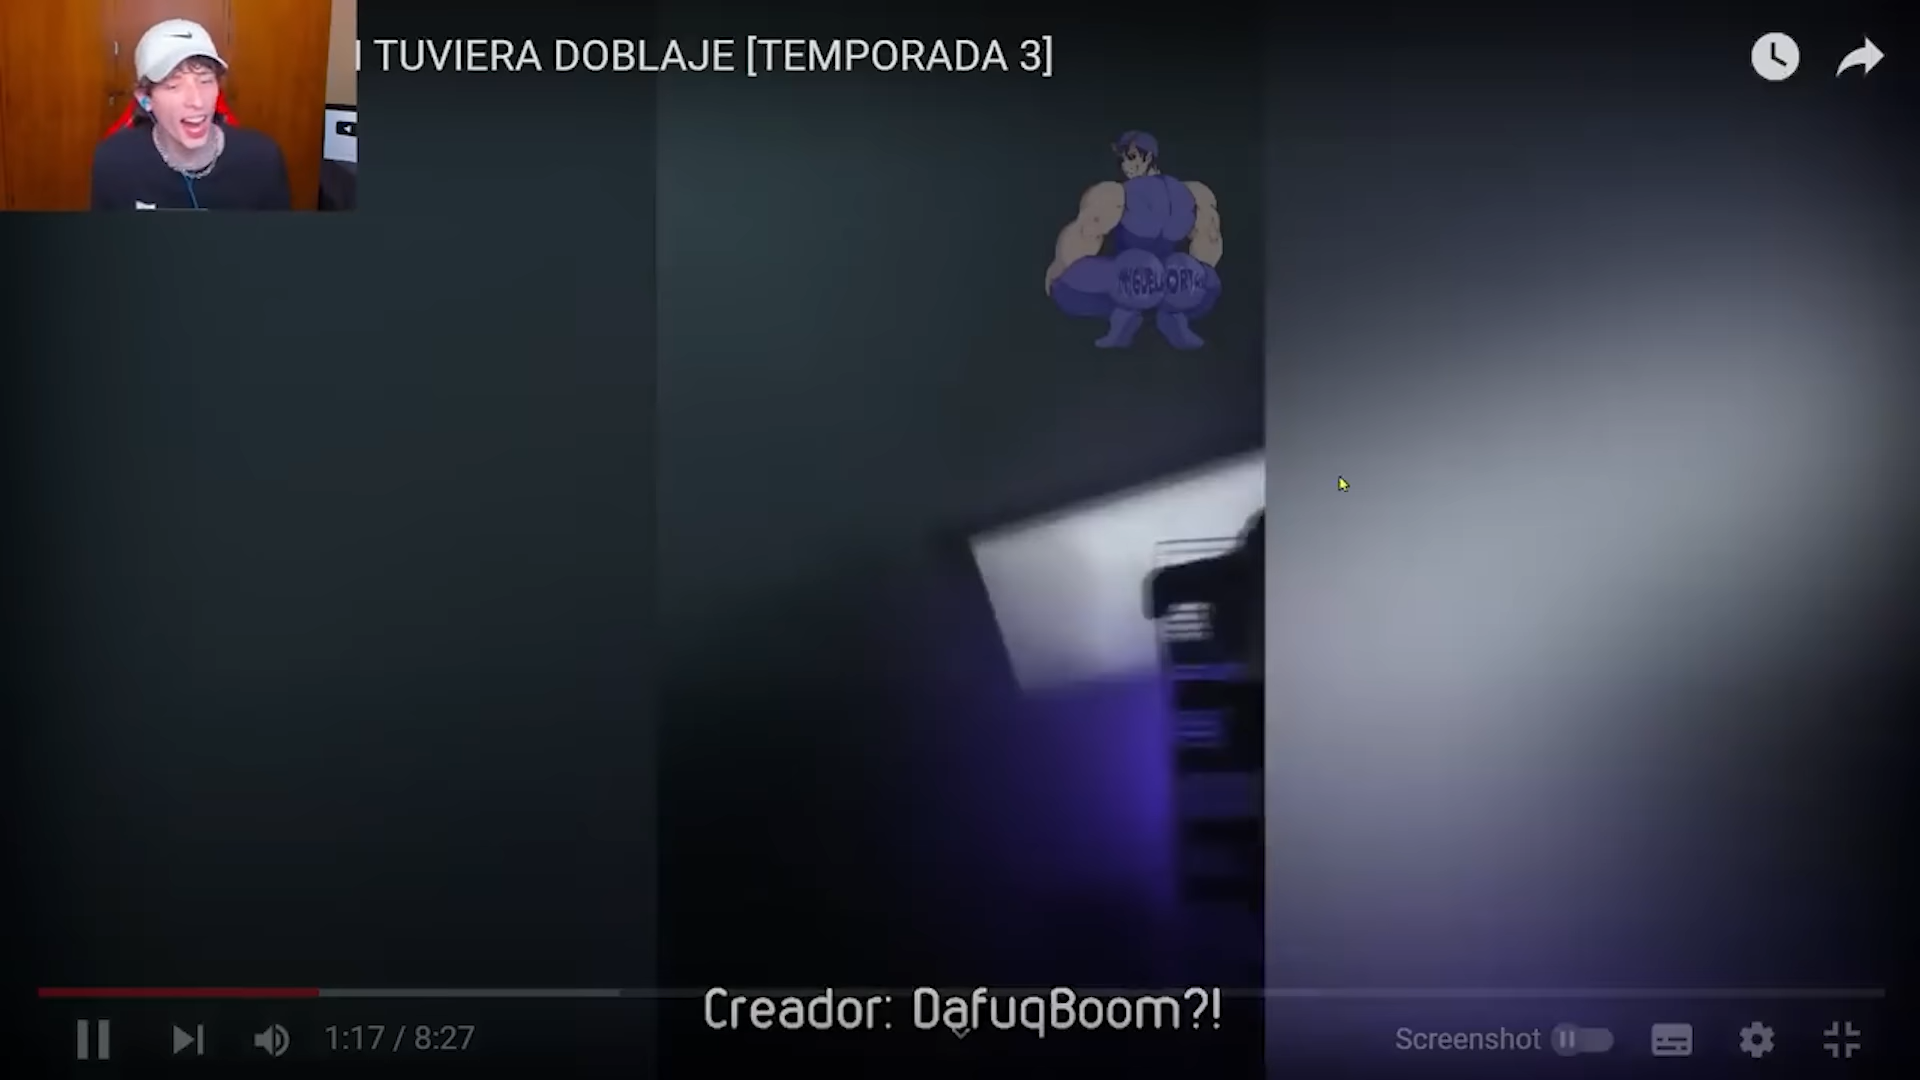 I TUVIERA DOBLAJE [TEMPORADA 3]
Creador: DafuqBoom?!
1:17 / 8:27
Screenshot